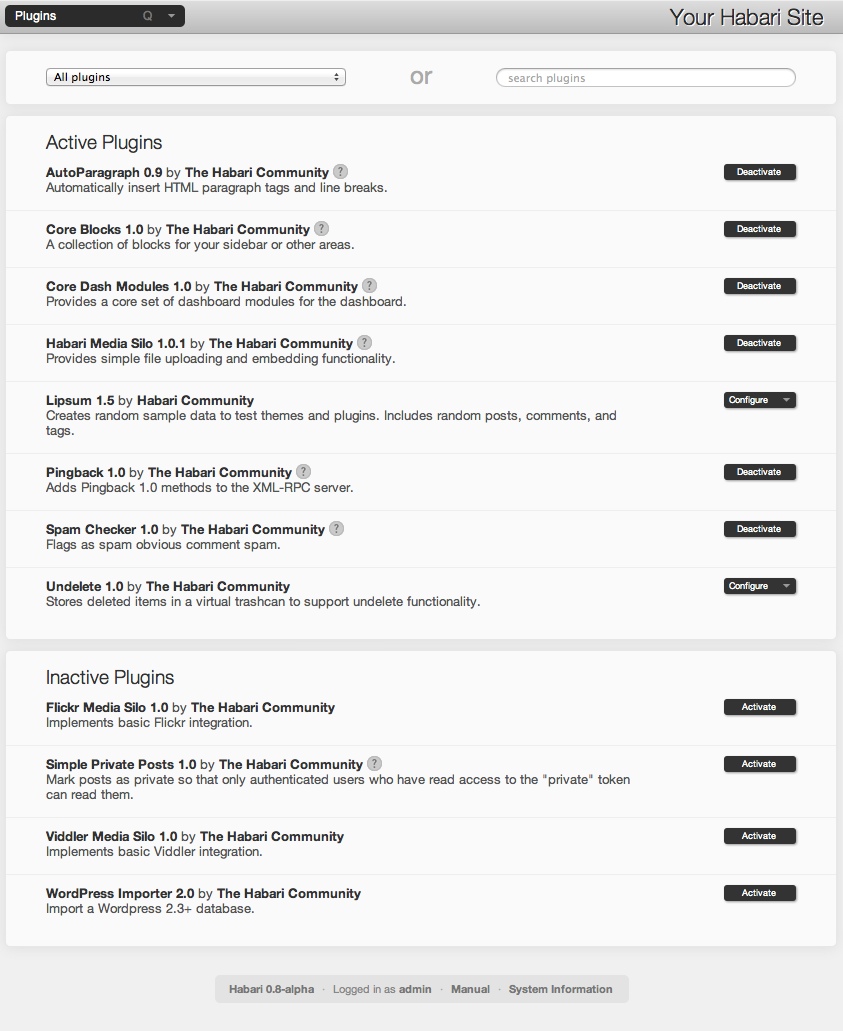 Plugins Q
Your Habari Site
All plugins
or
search plugins
Active Plugins
AutoParagraph 0.9 by The Habari Community ?
Deactivate
Automatically insert HTML paragraph tags and line breaks.
Core Blocks 1.0 by The Habari Community ?
Deactivate
A collection of blocks for your sidebar or other areas.
Core Dash Modules 1.0 by The Habari Community ?
Deactivate
Provides a core set of dashboard modules for the dashboard.
Habari Media Silo 1.0.1 by The Habari Community ?
Deactivate
Provides simple file uploading and embedding functionality.
Lipsum 1.5 by Habari Community
Configure
Creates random sample data to test themes and plugins. Includes random posts, comments, and
tags.
Pingback 1.0 by The Habari Community ?
Deactivate
Adds Pingback 1.0 methods to the XML-RPC server.
Spam Checker 1.0 by The Habari Community ?
Deactivate
Flags as spam obvious comment spam.
Undelete 1.0 by The Habari Community
Configure
Stores deleted items in a virtual trashcan to support undelete functionality.
Inactive Plugins
Flickr Media Silo 1.0 by The Habari Community
Activate
Implements basic Flickr integration.
Simple Private Posts 1.0 by The Habari Community ?
Activate
Mark posts as private so that only authenticated users who have read access to the "private" token
can read them.
Viddler Media Silo 1.0 by The Habari Community
Activate
Implements basic Viddler integration.
WordPress Importer 2.0 by The Habari Community
Activate
Import a Wordpress 2.3+ database.
Habari 0.8-alpha · Logged in as admin · Manual · System Information